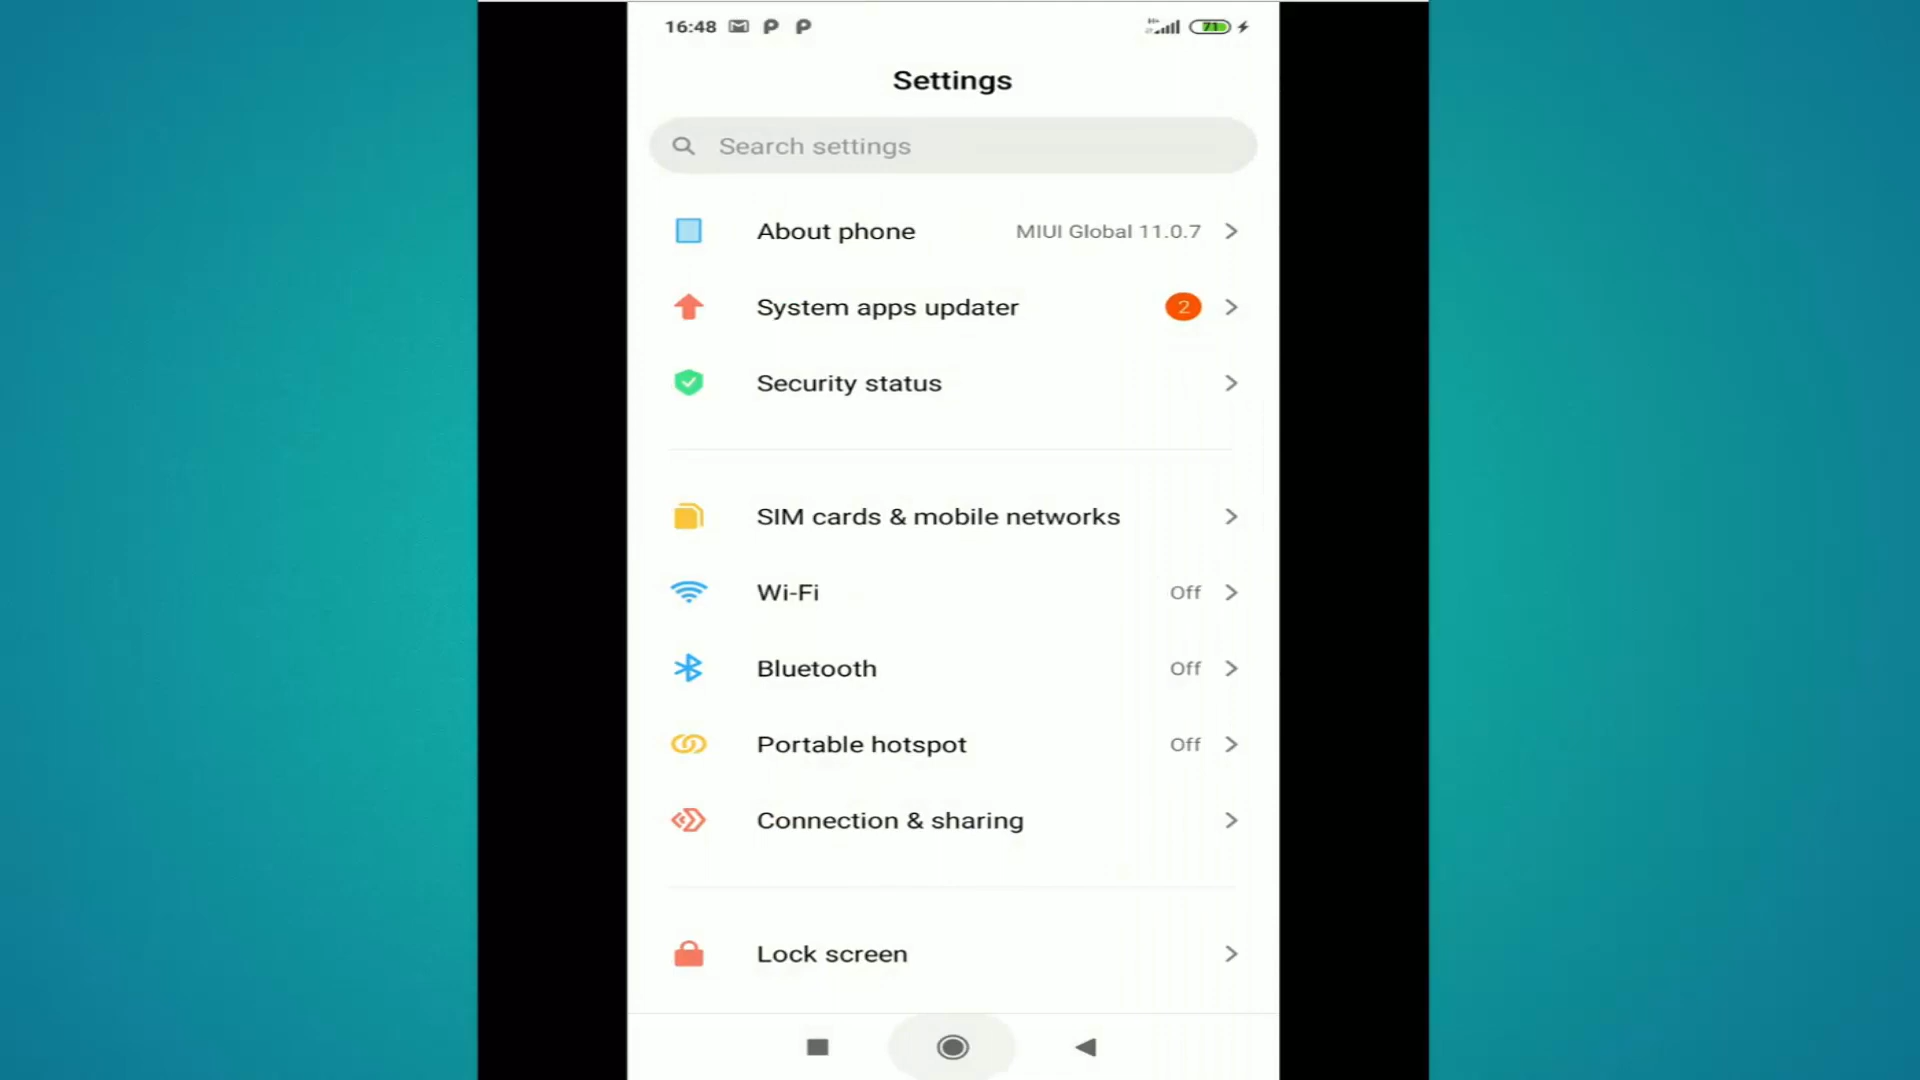 16:48 71
Settings
Search settings
About phone MIUI Global 11.0.7
System apps updater 2
Security status
SIM cards & mobile networks
Wi-Fi Off
Bluetooth Off
Portable hotspot Off
Connection & sharing
Lock screen